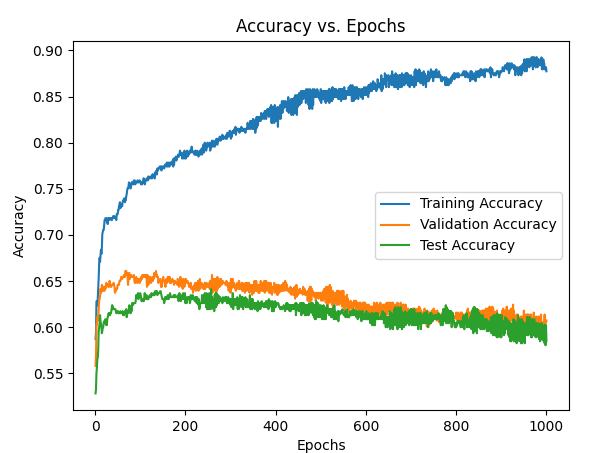 Accuracy vs. Epochs
0.90
0.85
0.80
0.75
0.70
0.65
0.60
0.55
Accuracy
Training Accuracy
Validation Accuracy
Test Accuracy
0 200 400 600 800 1000
Epochs